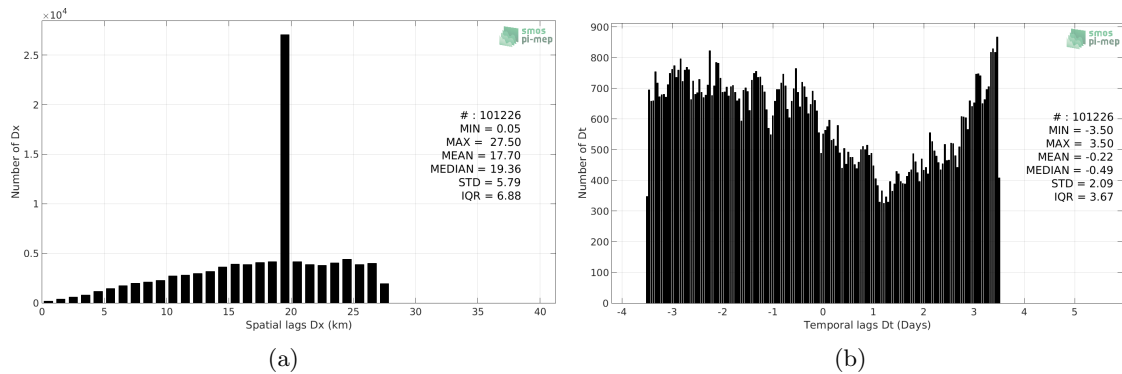 ×10⁴
smos
pi-mep
2.5
2
1.5
1
0.5
0
Number of Dx
# : 101226
MIN = 0.05
MAX = 27.50
MEAN = 17.70
MEDIAN = 19.36
STD = 5.79
IQR = 6.88
0 5 10 15 20 25 30 35 40
Spatial lags Dx (km)
(a)
900
800
700
600
500
400
300
200
100
0
Number of Dt
smos
pi-mep
# : 101226
MIN = -3.50
MAX = 3.50
MEAN = -0.22
MEDIAN = -0.49
STD = 2.09
IQR = 3.67
-4 -3 -2 -1 0 1 2 3 4 5
Temporal lags Dt (Days)
(b)